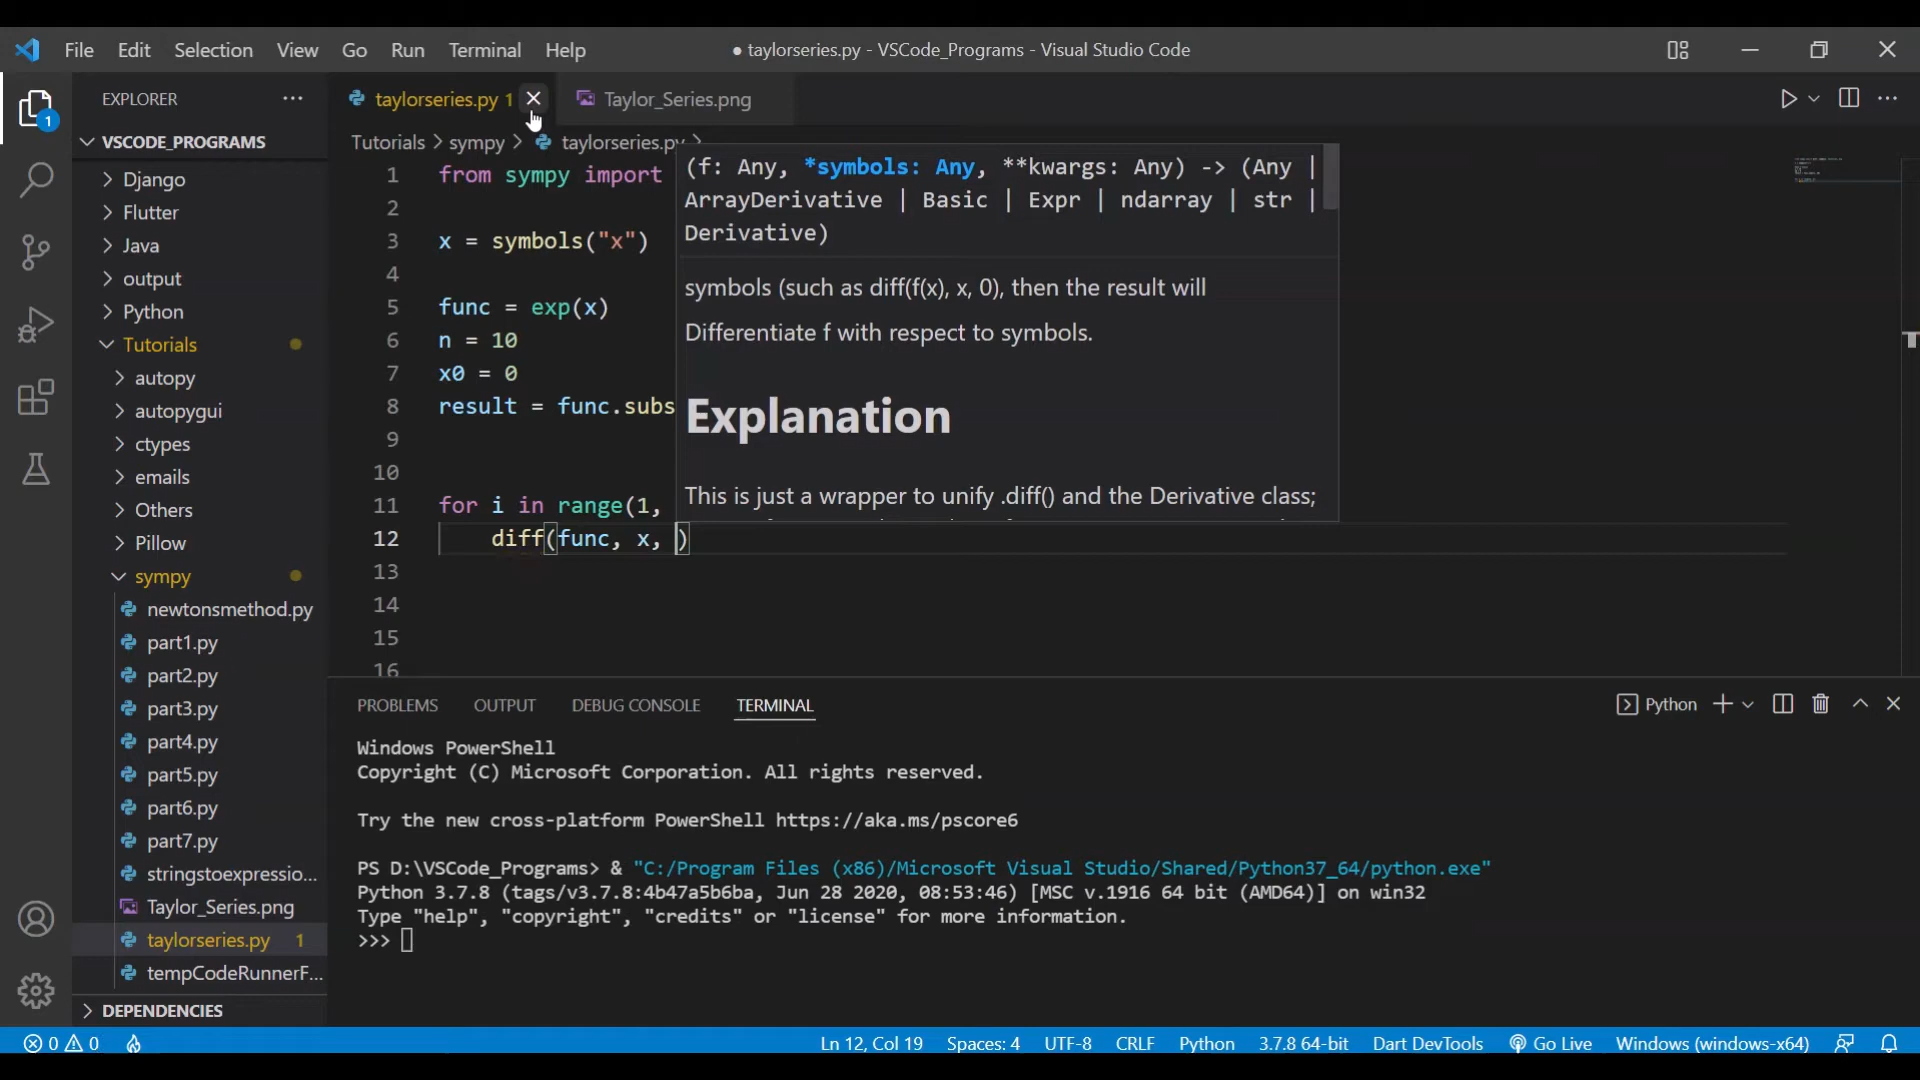 File Edit Selection View Go Run Terminal Help
● taylorseries.py - VSCode_Programs - Visual Studio Code
EXPLORER
VSCODE_PROGRAMS
Django
Flutter
Java
output
Python
Tutorials
autopy
autopygui
ctypes
emails
Others
Pillow
sympy
newtonsmethod.py
part1.py
part2.py
part3.py
part4.py
part5.py
part6.py
part7.py
stringstoexpressio...
Taylor_Series.png
taylorseries.py 1
tempCodeRunnerF...
DEPENDENCIES
1
taylorseries.py 1
Taylor_Series.png
Tutorials > sympy > taylorseries.py >
1 from sympy import
2
3 x = symbols("x")
4
5 func = exp(x)
6 n = 10
7 x0 = 0
8 result = func.subs
9
10
11 for i in range(1,
12 diff(func, x, )
13
14
15
16
(f: Any, *symbols: Any, **kwargs: Any) -> (Any |
ArrayDerivative | Basic | Expr | ndarray | str |
Derivative)
symbols (such as diff(f(x), x, 0), then the result will
Differentiate f with respect to symbols.
Explanation
This is just a wrapper to unify .diff() and the Derivative class;
PROBLEMS OUTPUT DEBUG CONSOLE TERMINAL
Python
Windows PowerShell
Copyright (C) Microsoft Corporation. All rights reserved.
Try the new cross-platform PowerShell https://aka.ms/pscore6
PS D:\VSCode_Programs> & "C:/Program Files (x86)/Microsoft Visual Studio/Shared/Python37_64/python.exe"
Python 3.7.8 (tags/v3.7.8:4b47a5b6ba, Jun 28 2020, 08:53:46) [MSC v.1916 64 bit (AMD64)] on win32
Type "help", "copyright", "credits" or "license" for more information.
>>>
0 0 Ln 12, Col 19 Spaces: 4 UTF-8 CRLF Python 3.7.8 64-bit Dart DevTools Go Live Windows (windows-x64)